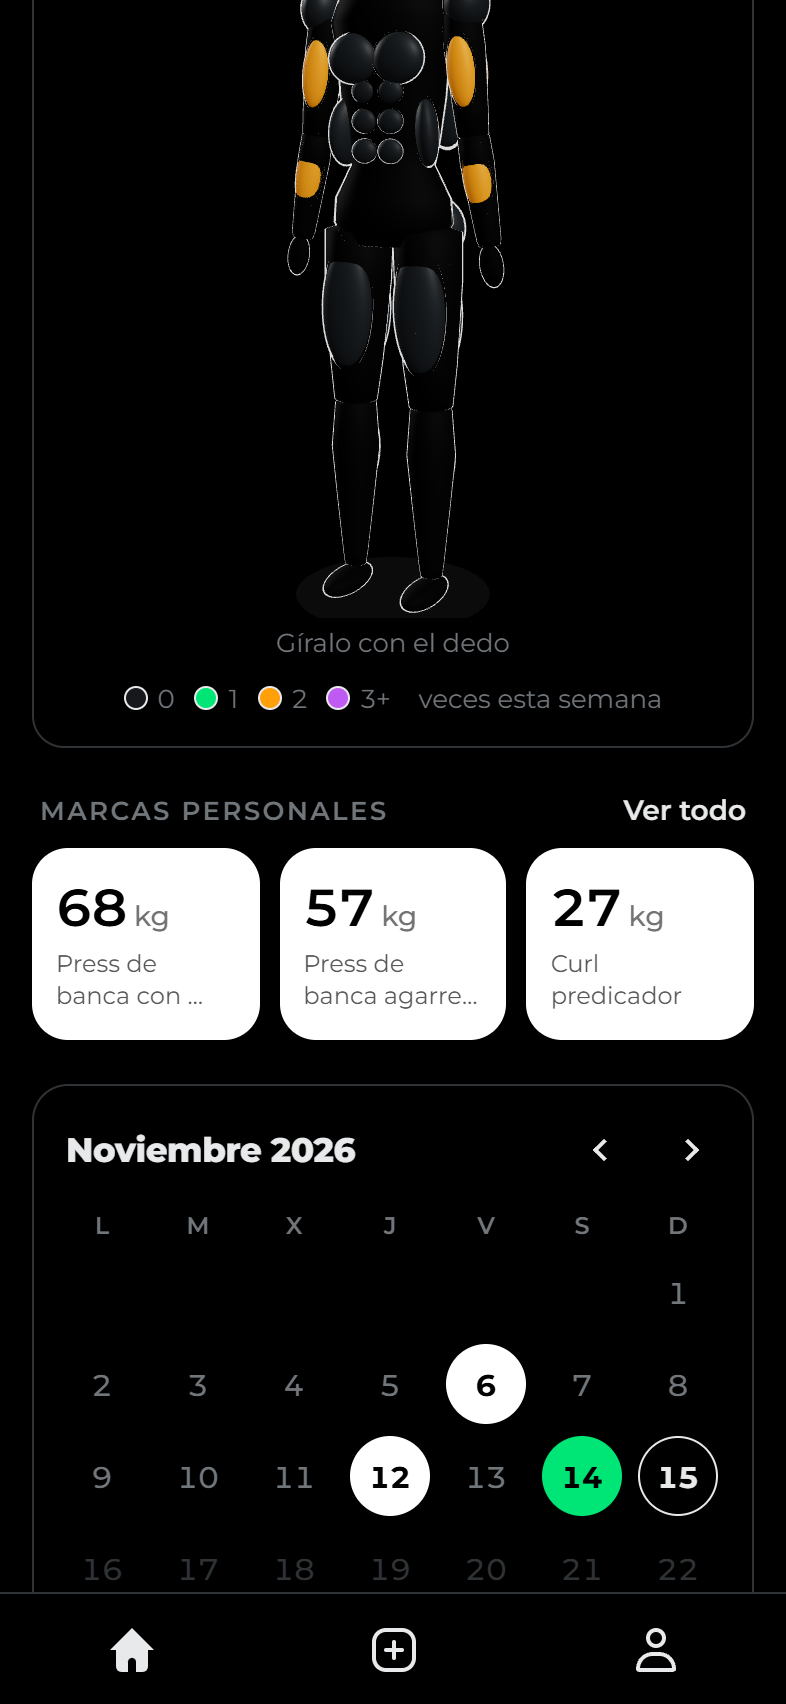 Gíralo con el dedo
0 1 2 3+ veces esta semana
MARCAS PERSONALES Ver todo
68 kg
Press de
banca con ...
57 kg
Press de
banca agarre...
27 kg
Curl
predicador
Noviembre 2026
L M X J V S D
1
2 3 4 5 6 7 8
9 10 11 12 13 14 15
16 17 18 19 20 21 22